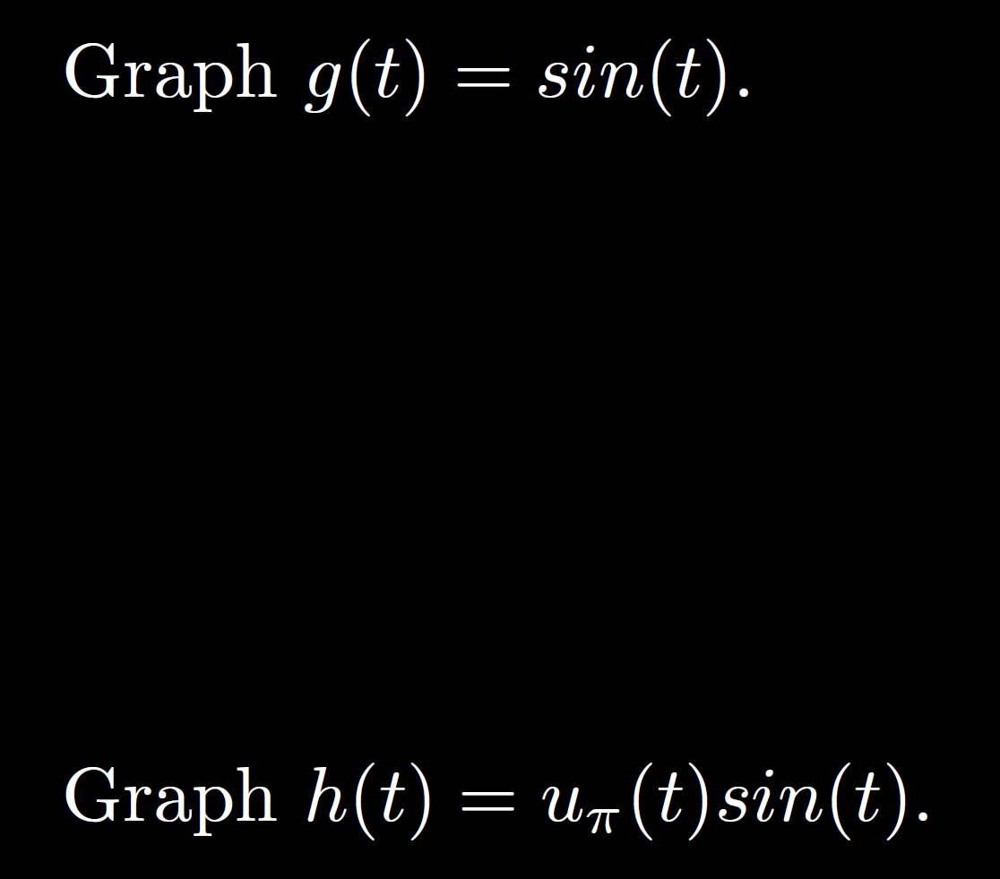 Graph g(t) = sin(t).
Graph h(t) = u_π(t)sin(t).